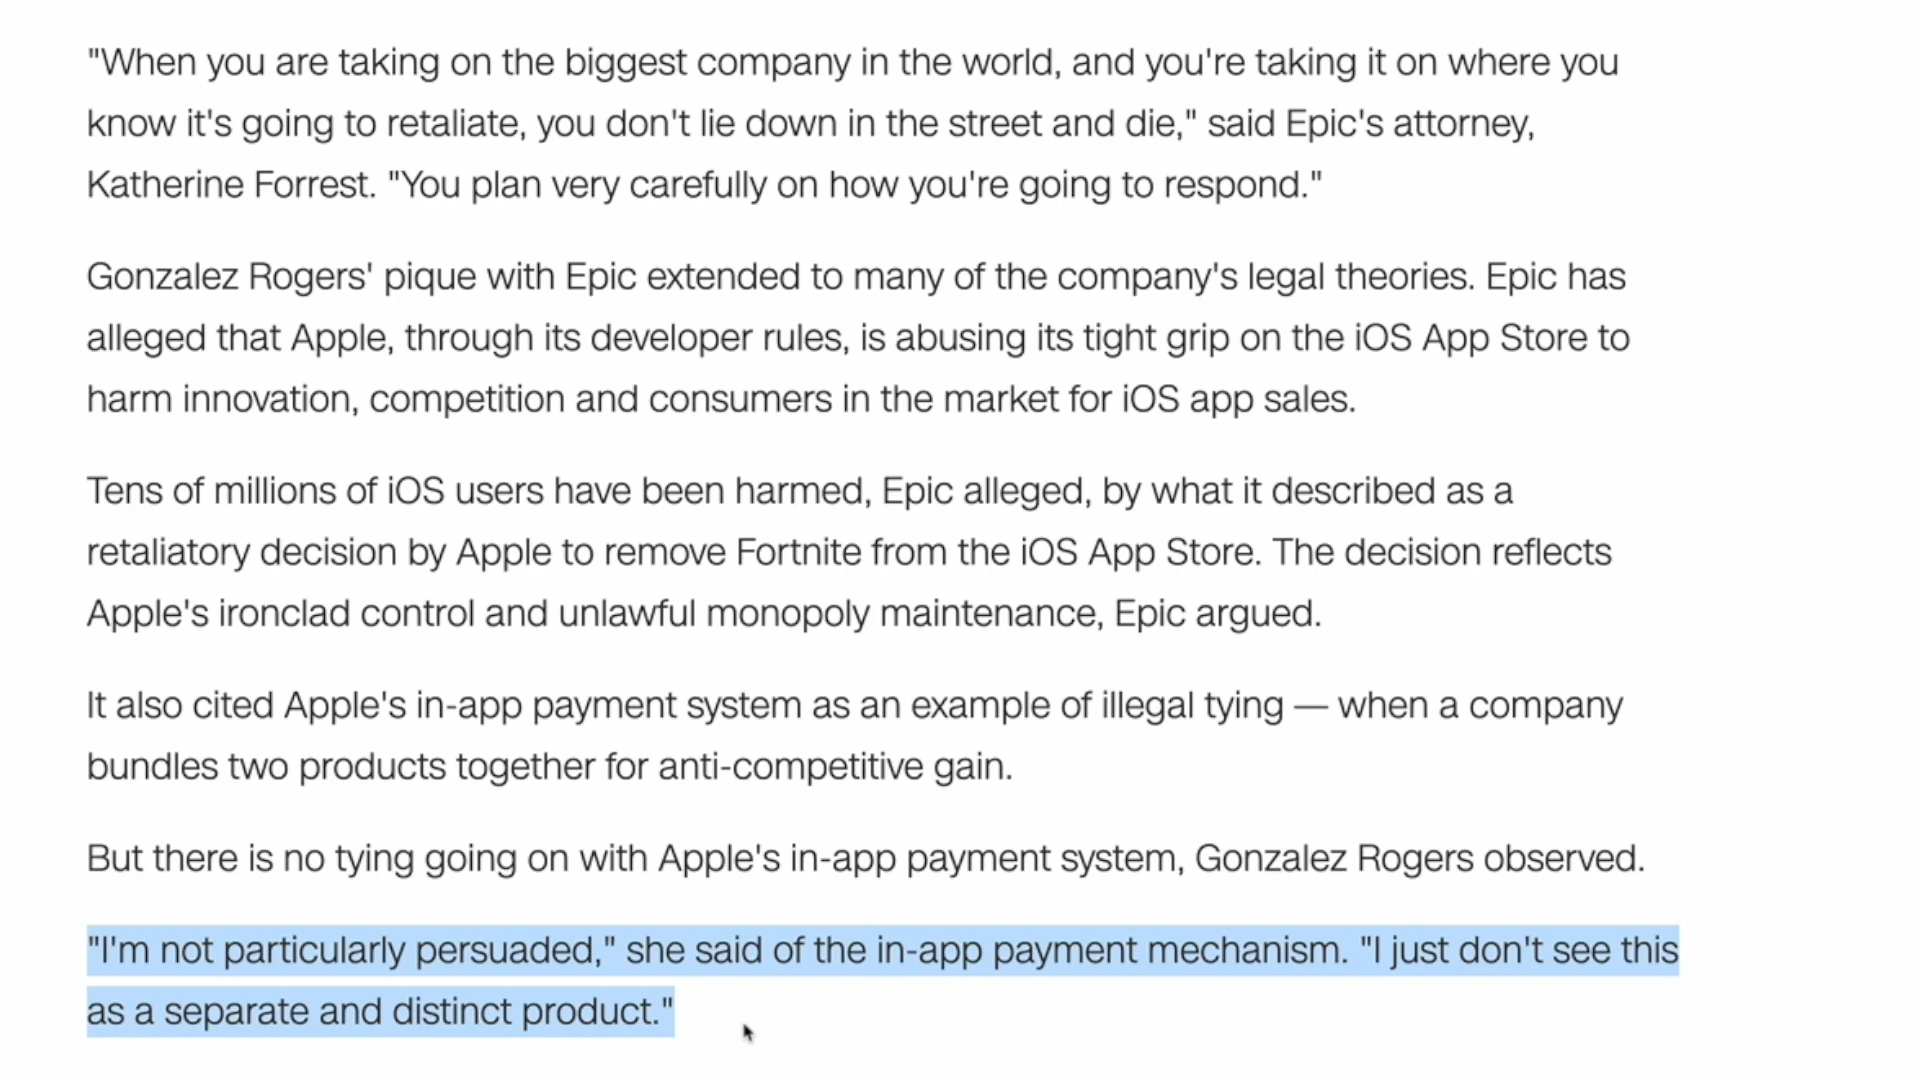 "When you are taking on the biggest company in the world, and you're taking it on where you
know it's going to retaliate, you don't lie down in the street and die," said Epic's attorney,
Katherine Forrest. "You plan very carefully on how you're going to respond."
Gonzalez Rogers' pique with Epic extended to many of the company's legal theories. Epic has
alleged that Apple, through its developer rules, is abusing its tight grip on the iOS App Store to
harm innovation, competition and consumers in the market for iOS app sales.
Tens of millions of iOS users have been harmed, Epic alleged, by what it described as a
retaliatory decision by Apple to remove Fortnite from the iOS App Store. The decision reflects
Apple's ironclad control and unlawful monopoly maintenance, Epic argued.
It also cited Apple's in-app payment system as an example of illegal tying — when a company
bundles two products together for anti-competitive gain.
But there is no tying going on with Apple's in-app payment system, Gonzalez Rogers observed.
"I'm not particularly persuaded," she said of the in-app payment mechanism. "I just don't see this
as a separate and distinct product."